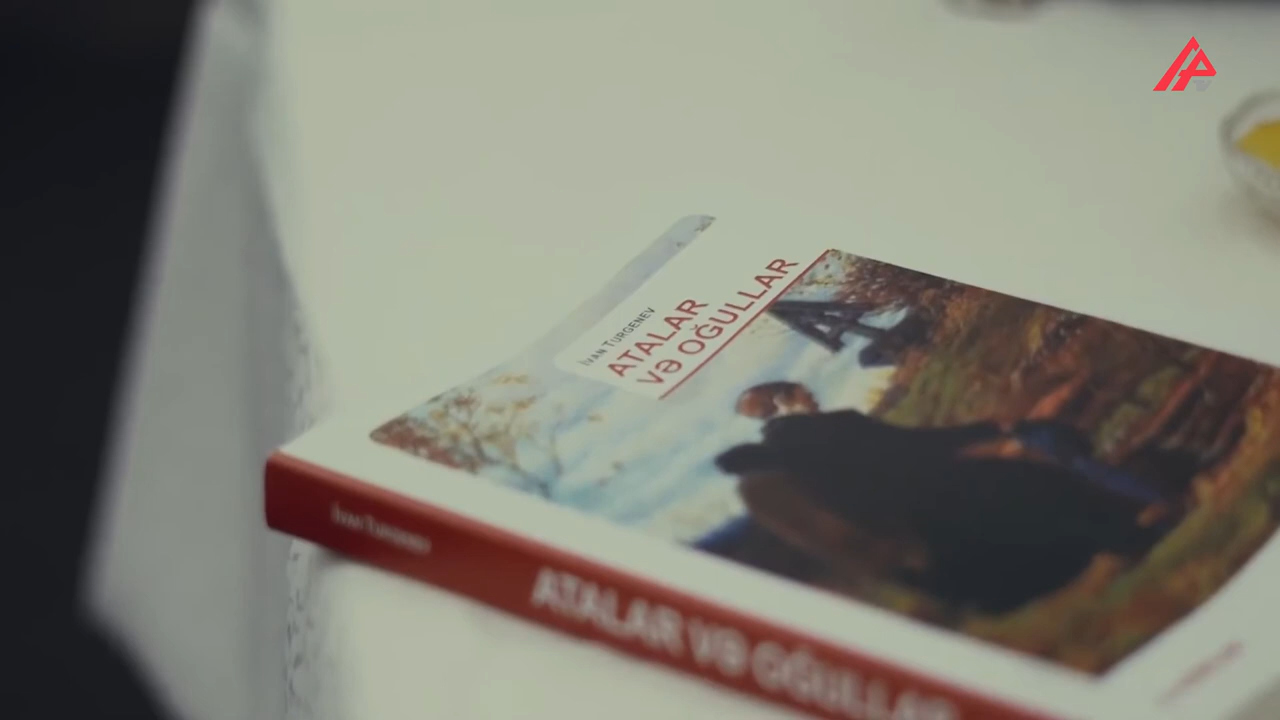 İVAN TURGENEV
ATALAR
VƏ OĞULLAR
İVAN TURGENEV
ATALAR VƏ OĞULLAR